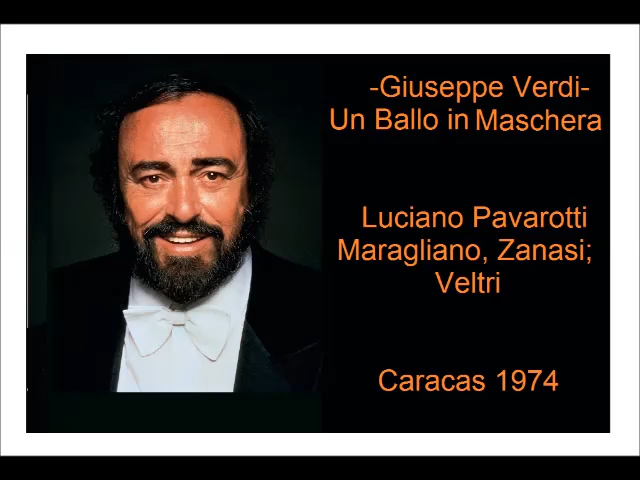 -Giuseppe Verdi-
Un Ballo in Maschera
Luciano Pavarotti
Maragliano, Zanasi;
Veltri
Caracas 1974